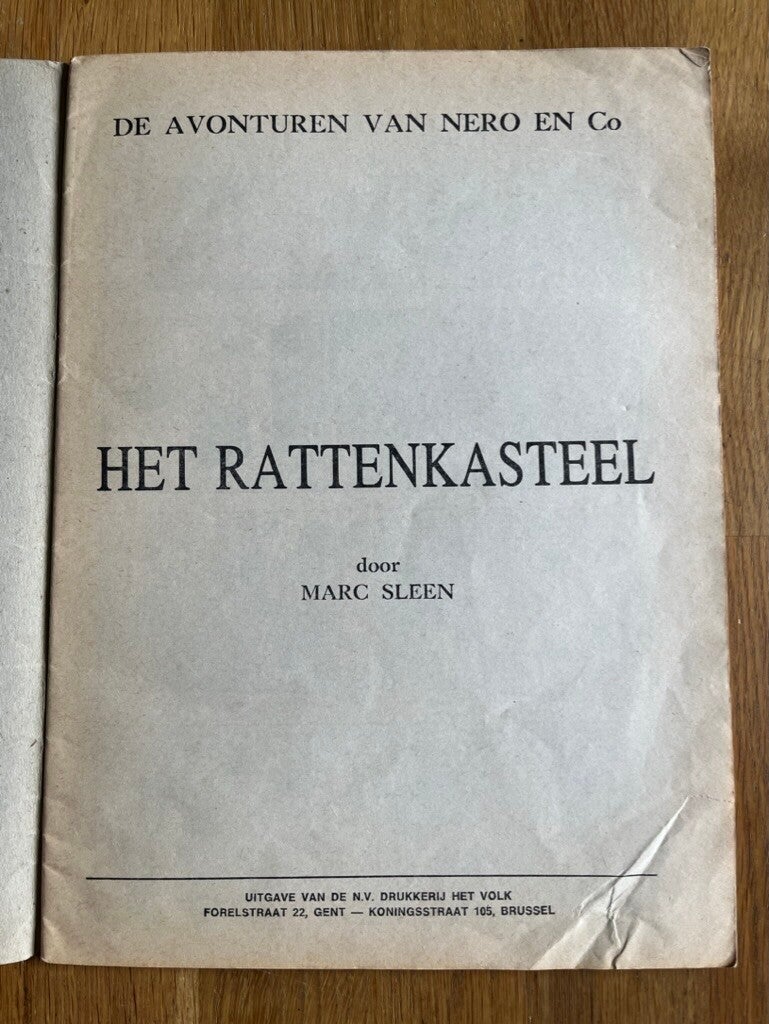 DE AVONTUREN VAN NERO EN Co
HET RATTENKASTEEL
door
MARC SLEEN
UITGAVE VAN DE N.V. DRUKKERIJ HET VOLK
FORELSTRAAT 22, GENT — KONINGSSTRAAT 105, BRUSSEL